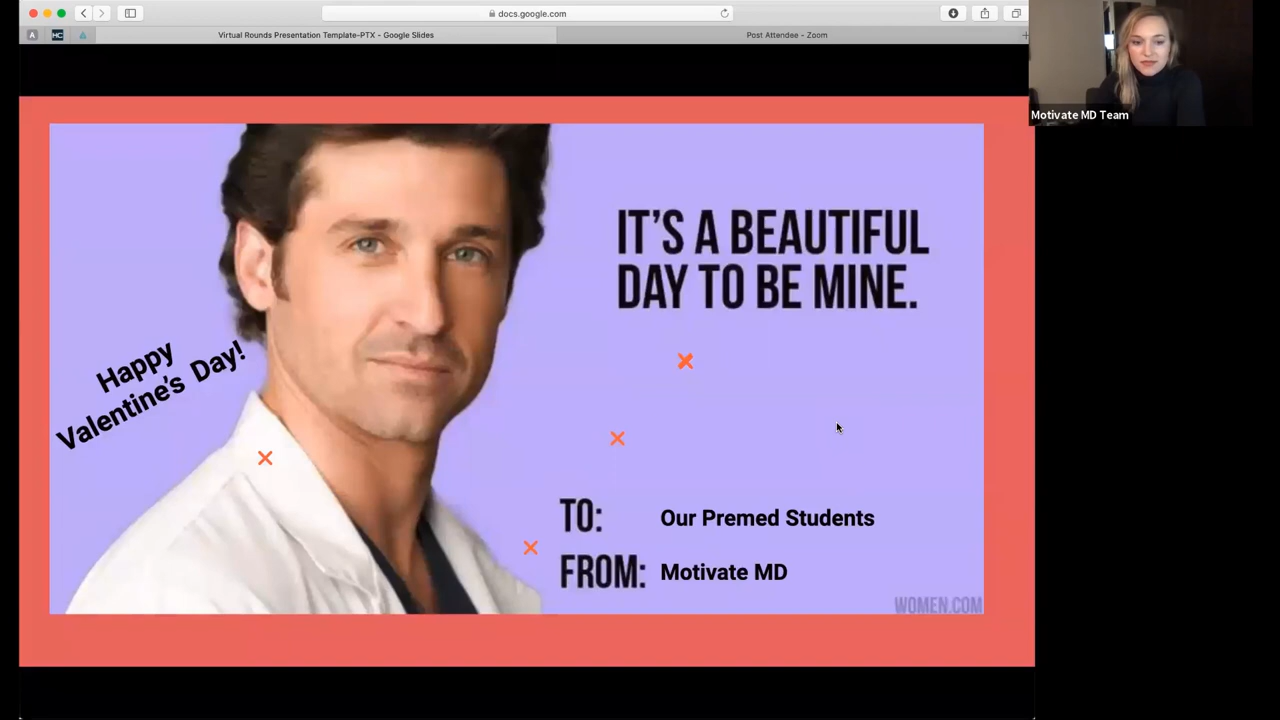 docs.google.com
A
HC
Virtual Rounds Presentation Template-PTX - Google Slides
Post Attendee - Zoom
Motivate MD Team
IT'S A BEAUTIFUL
DAY TO BE MINE.
Happy
Valentine's Day!
TO: Our Premed Students
FROM: Motivate MD
WOMEN.COM